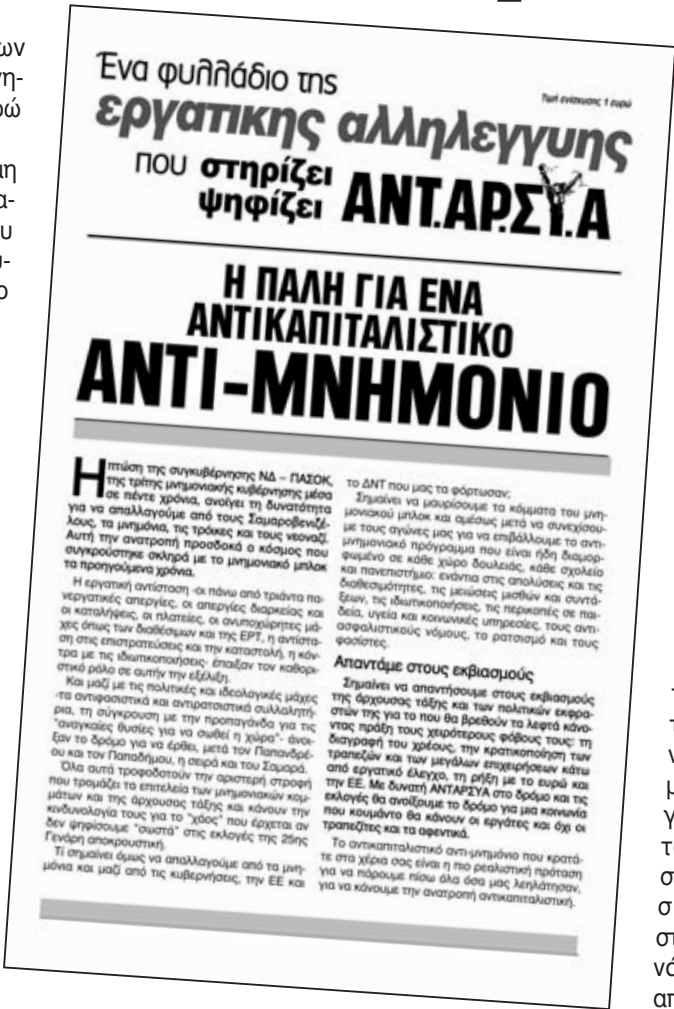 Ένα φυλλάδιο της
Τιμή ενίσχυσης 1 ευρώ
εργατικης αλληλεγγυης
που στηρίζει
ψηφίζει ΑΝΤ.ΑΡ.ΣΥ.Α
Η ΠΑΛΗ ΓΙΑ ΕΝΑ
ΑΝΤΙΚΑΠΙΤΑΛΙΣΤΙΚΟ
ΑΝΤΙ-ΜΝΗΜΟΝΙΟ
Η πτώση της συγκυβέρνησης ΝΔ – ΠΑΣΟΚ,
της τρίτης μνημονιακής κυβέρνησης μέσα
σε πέντε χρόνια, ανοίγει τη δυνατότητα
για να απαλλαγούμε από τους Σαμαροβενιζέ-
λους, τα μνημόνια, τις τρόικες και τους νεοναζί.
Αυτή την ανατροπή προσδοκά ο κόσμος που
συγκρούστηκε σκληρά με το μνημονιακό μπλοκ
τα προηγούμενα χρόνια.
Η εργατική αντίσταση -οι πάνω από τριάντα πα-
νεργατικές απεργίες, οι απεργίες διαρκείας και
οι καταλήψεις, οι πλατείες, οι ανυποχώρητες μά-
χες όπως των διαθέσιμων και της ΕΡΤ, η αντίστα-
ση στις επιστρατεύσεις και την καταστολή, η κόν-
τρα με τις ιδιωτικοποιήσεις- έπαιξαν τον καθορι-
στικό ρόλο σε αυτήν την εξέλιξη.
Και μαζί με τις πολιτικές και ιδεολογικές μάχες
-τα αντιφασιστικά και αντιρατσιστικά συλλαλητή-
ρια, τη σύγκρουση με την προπαγάνδα για τις
"αναγκαίες θυσίες για να σωθεί η χώρα"- άνοι-
ξαν το δρόμο για να έρθει, μετά τον Παπανδρέ-
ου και τον Παπαδήμου, η σειρά και του Σαμαρά.
Όλα αυτά τροφοδοτούν την αριστερή στροφή
που τρομάζει τα επιτελεία των μνημονιακών κομ-
μάτων και της άρχουσας τάξης και κάνουν την
κινδυνολογία τους για το "χάος" που έρχεται αν
δεν ψηφίσουμε "σωστά" στις εκλογές της 25ης
Γενάρη αποκρουστική.
Τί σημαίνει όμως να απαλλαγούμε από τα μνη-
μόνια και μαζί από τις κυβερνήσεις, την ΕΕ και
το ΔΝΤ που μας τα φόρτωσαν;
Σημαίνει να μαυρίσουμε τα κόμματα του μνη-
μονιακού μπλοκ και αμέσως μετά να συνεχίσου-
με τους αγώνες μας για να επιβάλλουμε το αντι-
μνημονιακό πρόγραμμα που είναι ήδη διαμορ-
φωμένο σε κάθε χώρο δουλειάς, κάθε σχολείο
και πανεπιστήμιο: ενάντια στις απολύσεις και τις
διαθεσιμότητες, τις μειώσεις μισθών και συντά-
ξεων, τις ιδιωτικοποιήσεις, τις περικοπές σε παι-
δεία, υγεία και κοινωνικές υπηρεσίες, τους αντι-
ασφαλιστικούς νόμους, το ρατσισμό και τους
φασίστες.
Απαντάμε στους εκβιασμούς
Σημαίνει να απαντήσουμε στους εκβιασμούς
της άρχουσας τάξης και των πολιτικών εκφρα-
στών της για το που θα βρεθούν τα λεφτά κάνο-
ντας πράξη τους χειρότερους φόβους τους: τη
διαγραφή του χρέους, την κρατικοποίηση των
τραπεζών και των μεγάλων επιχειρήσεων κάτω
από εργατικό έλεγχο, τη ρήξη με το ευρώ και
την ΕΕ. Με δυνατή ΑΝΤΑΡΣΥΑ στο δρόμο και τις
εκλογές θα ανοίξουμε το δρόμο για μια κοινωνία
που κουμάντο θα κάνουν οι εργάτες και όχι οι
τραπεζίτες και τα αφεντικά.
Το αντικαπιταλιστικό αντι-μνημόνιο που κρατά-
τε στα χέρια σας είναι η πιο ρεαλιστική πρόταση
για να πάρουμε πίσω όλα όσα μας λεηλάτησαν,
για να κάνουμε την ανατροπή αντικαπιταλιστική.